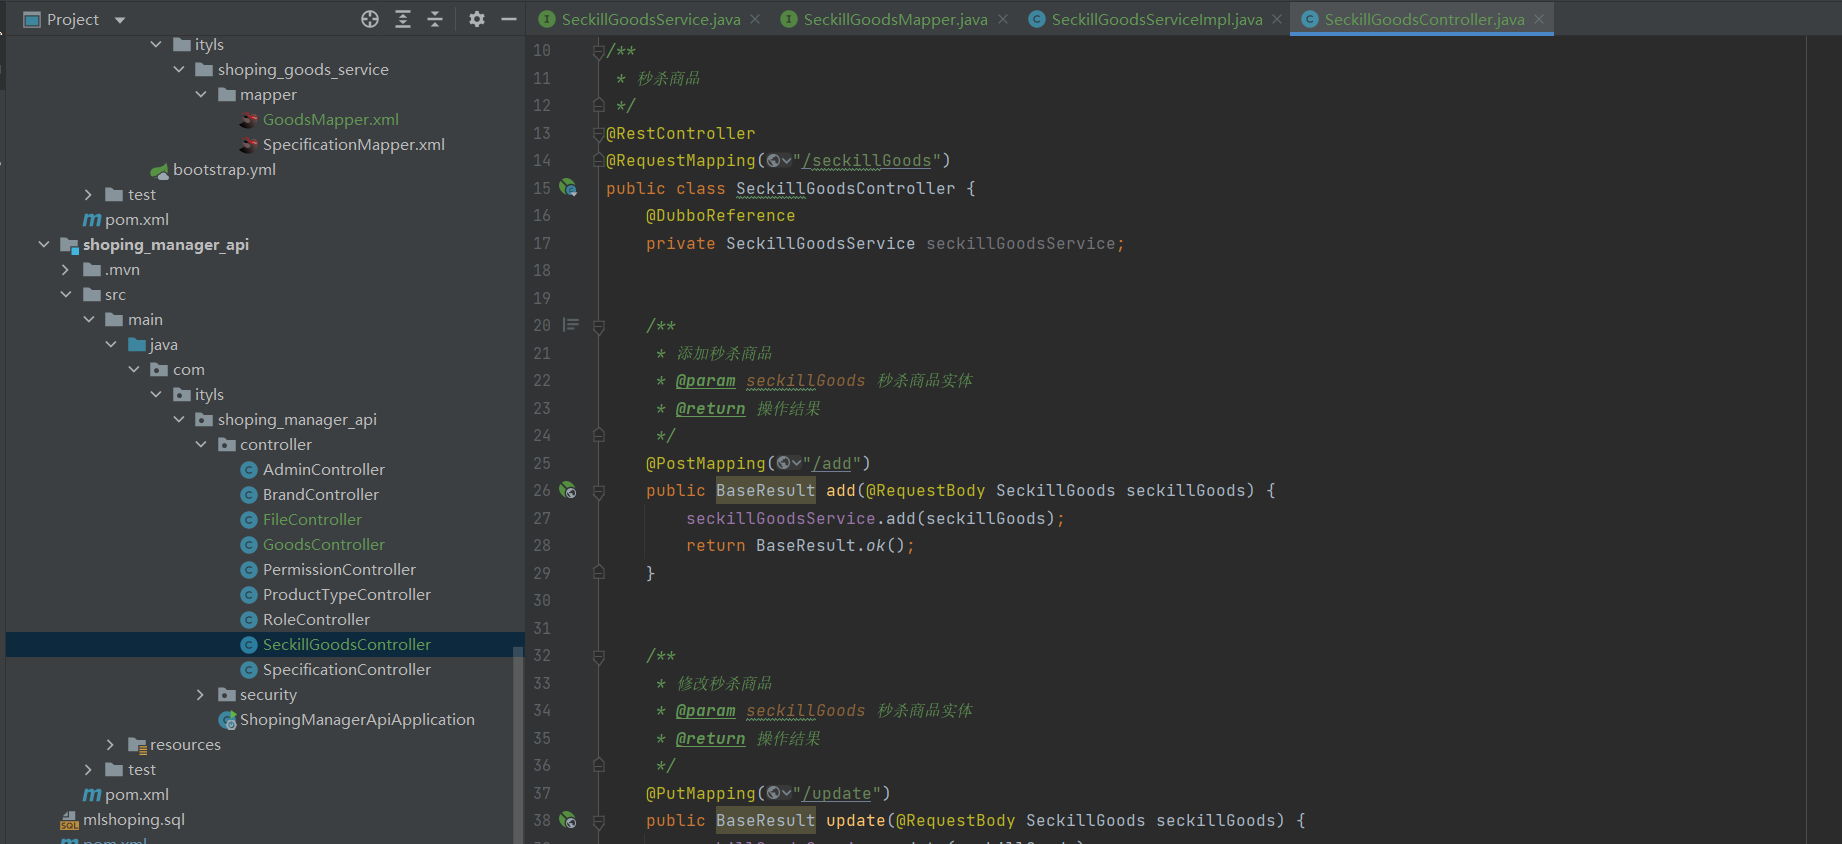 Project
ityls
shoping_goods_service
mapper
GoodsMapper.xml
SpecificationMapper.xml
bootstrap.yml
test
pom.xml
shoping_manager_api
.mvn
src
main
java
com
ityls
shoping_manager_api
controller
AdminController
BrandController
FileController
GoodsController
PermissionController
ProductTypeController
RoleController
SeckillGoodsController
SpecificationController
security
ShopingManagerApiApplication
resources
test
pom.xml
mlshoping.sql
pom.xml
SeckillGoodsService.java
SeckillGoodsMapper.java
SeckillGoodsServiceImpl.java
SeckillGoodsController.java
10 /**
11 * 秒杀商品
12 */
13 @RestController
14 @RequestMapping("/seckillGoods")
15 public class SeckillGoodsController {
16 @DubboReference
17 private SeckillGoodsService seckillGoodsService;
18
19
20 /**
21 * 添加秒杀商品
22 * @param seckillGoods 秒杀商品实体
23 * @return 操作结果
24 */
25 @PostMapping("/add")
26 public BaseResult add(@RequestBody SeckillGoods seckillGoods) {
27 seckillGoodsService.add(seckillGoods);
28 return BaseResult.ok();
29 }
30
31
32 /**
33 * 修改秒杀商品
34 * @param seckillGoods 秒杀商品实体
35 * @return 操作结果
36 */
37 @PutMapping("/update")
38 public BaseResult update(@RequestBody SeckillGoods seckillGoods) {